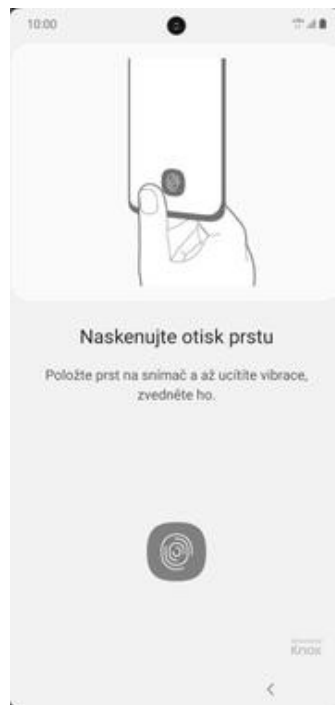 10:00
Naskenujte otisk prstu
Položte prst na snímač a až ucítíte vibrace,
zvedněte ho.
Knox